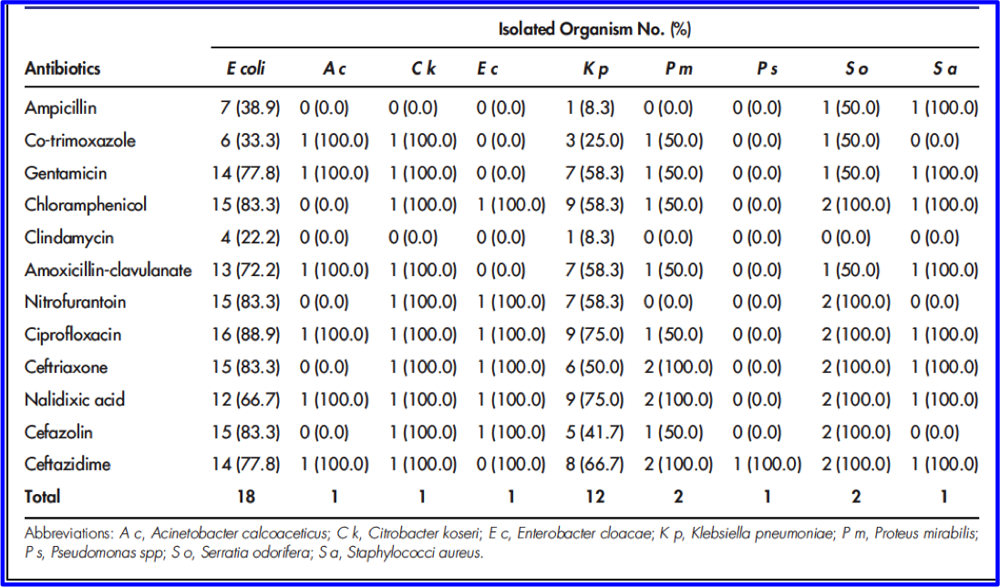 Isolated Organism No. (%)
Antibiotics E coli A c C k E c K p P m P s S o S a
Ampicillin 7 (38.9) 0 (0.0) 0 (0.0) 0 (0.0) 1 (8.3) 0 (0.0) 0 (0.0) 1 (50.0) 1 (100.0)
Co-trimoxazole 6 (33.3) 1 (100.0) 1 (100.0) 0 (0.0) 3 (25.0) 1 (50.0) 0 (0.0) 1 (50.0) 0 (0.0)
Gentamicin 14 (77.8) 1 (100.0) 1 (100.0) 0 (0.0) 7 (58.3) 1 (50.0) 0 (0.0) 1 (50.0) 1 (100.0)
Chloramphenicol 15 (83.3) 0 (0.0) 1 (100.0) 1 (100.0) 9 (58.3) 1 (50.0) 0 (0.0) 2 (100.0) 1 (100.0)
Clindamycin 4 (22.2) 0 (0.0) 0 (0.0) 0 (0.0) 1 (8.3) 0 (0.0) 0 (0.0) 0 (0.0) 0 (0.0)
Amoxicillin-clavulanate 13 (72.2) 1 (100.0) 1 (100.0) 0 (0.0) 7 (58.3) 1 (50.0) 0 (0.0) 1 (50.0) 1 (100.0)
Nitrofurantoin 15 (83.3) 0 (0.0) 1 (100.0) 1 (100.0) 7 (58.3) 0 (0.0) 0 (0.0) 2 (100.0) 0 (0.0)
Ciprofloxacin 16 (88.9) 1 (100.0) 1 (100.0) 1 (100.0) 9 (75.0) 1 (50.0) 0 (0.0) 2 (100.0) 1 (100.0)
Ceftriaxone 15 (83.3) 0 (0.0) 1 (100.0) 1 (100.0) 6 (50.0) 2 (100.0) 0 (0.0) 2 (100.0) 1 (100.0)
Nalidixic acid 12 (66.7) 1 (100.0) 1 (100.0) 1 (100.0) 9 (75.0) 2 (100.0) 0 (0.0) 2 (100.0) 1 (100.0)
Cefazolin 15 (83.3) 0 (0.0) 1 (100.0) 1 (100.0) 5 (41.7) 1 (50.0) 0 (0.0) 2 (100.0) 0 (0.0)
Ceftazidime 14 (77.8) 1 (100.0) 1 (100.0) 0 (100.0) 8 (66.7) 2 (100.0) 1 (100.0) 2 (100.0) 1 (100.0)
Total 18 1 1 1 12 2 1 2 1
Abbreviations: A c, Acinetobacter calcoaceticus; C k, Citrobacter koseri; E c, Enterobacter cloacae; K p, Klebsiella pneumoniae; P m, Proteus mirabilis;
P s, Pseudomonas spp; S o, Serratia odorifera; S a, Staphylococci aureus.